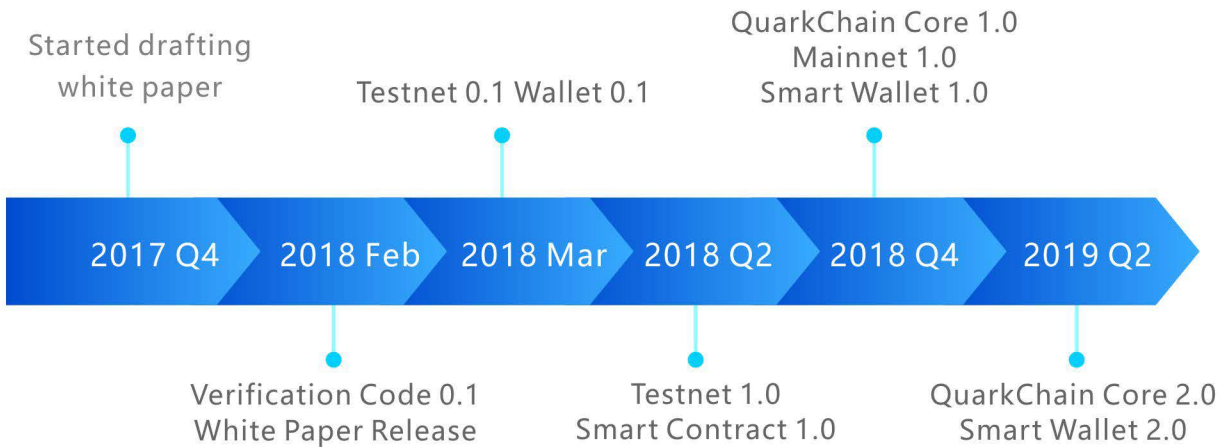 Started drafting
white paper
Testnet 0.1 Wallet 0.1
QuarkChain Core 1.0
Mainnet 1.0
Smart Wallet 1.0
2017 Q4
2018 Feb
2018 Mar
2018 Q2
2018 Q4
2019 Q2
Verification Code 0.1
White Paper Release
Testnet 1.0
Smart Contract 1.0
QuarkChain Core 2.0
Smart Wallet 2.0